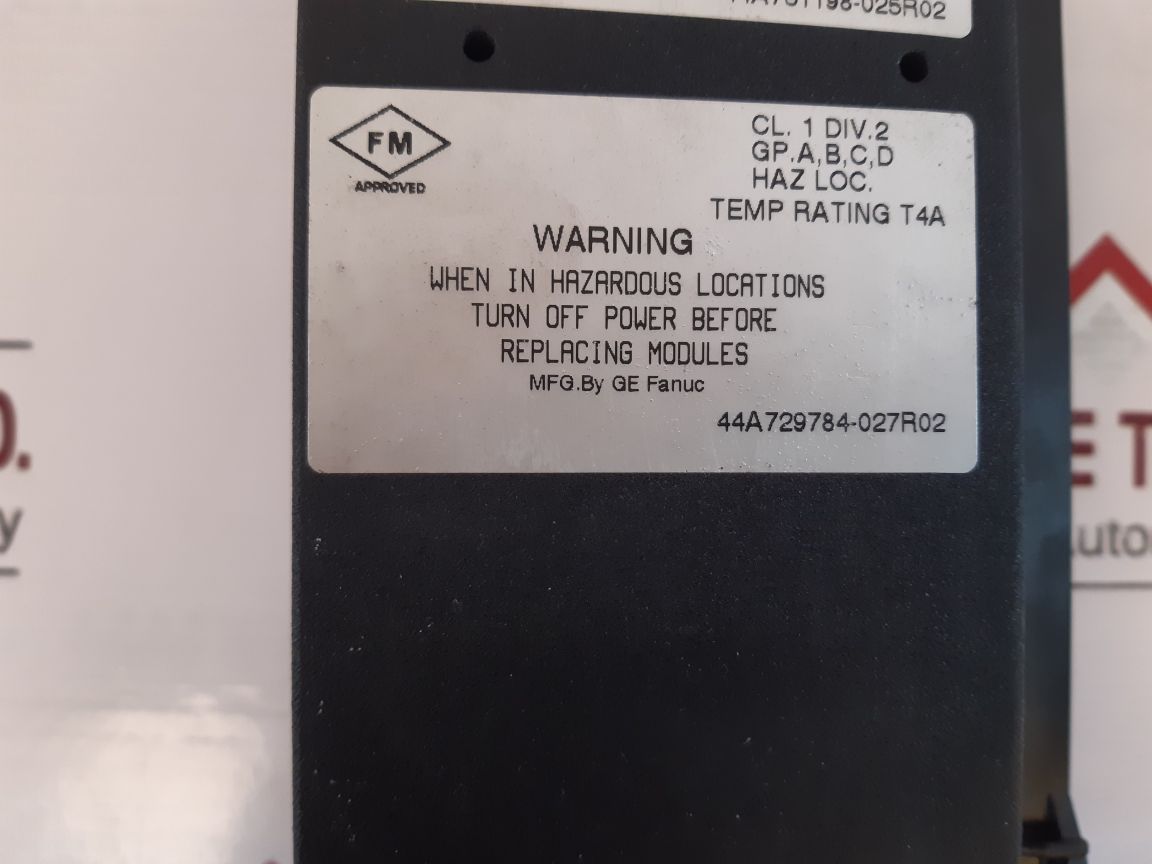 FM
APPROVED
CL. 1 DIV.2
GP.A,B,C,D
HAZ LOC.
TEMP RATING T4A
WARNING
WHEN IN HAZARDOUS LOCATIONS
TURN OFF POWER BEFORE
REPLACING MODULES
MFG.By GE Fanuc
44A729784-027R02
E T